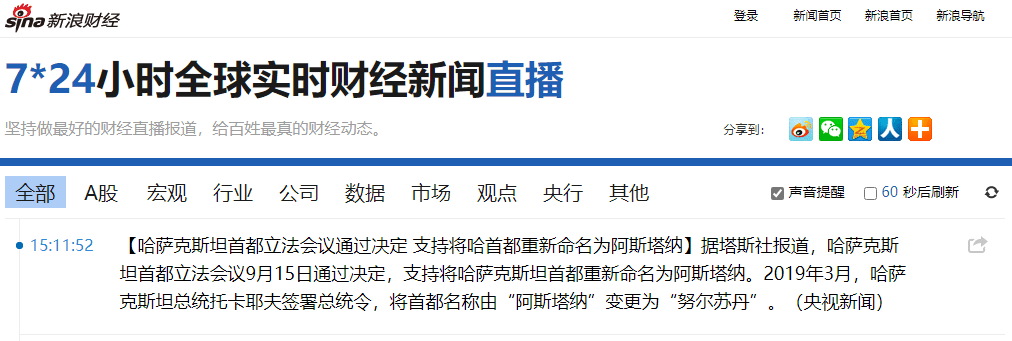 sina 新浪财经 登录 新闻首页 新浪首页 新浪导航
7*24小时全球实时财经新闻直播
坚持做最好的财经直播报道，给百姓最真的财经动态。 分享到：
全部 A股 宏观 行业 公司 数据 市场 观点 央行 其他 声音提醒 60 秒后刷新
15:11:52 【哈萨克斯坦首都立法会议通过决定 支持将哈首都重新命名为阿斯塔纳】据塔斯社报道，哈萨克斯
坦首都立法会议9月15日通过决定，支持将哈萨克斯坦首都重新命名为阿斯塔纳。2019年3月，哈萨
克斯坦总统托卡耶夫签署总统令，将首都名称由“阿斯塔纳”变更为“努尔苏丹”。（央视新闻）